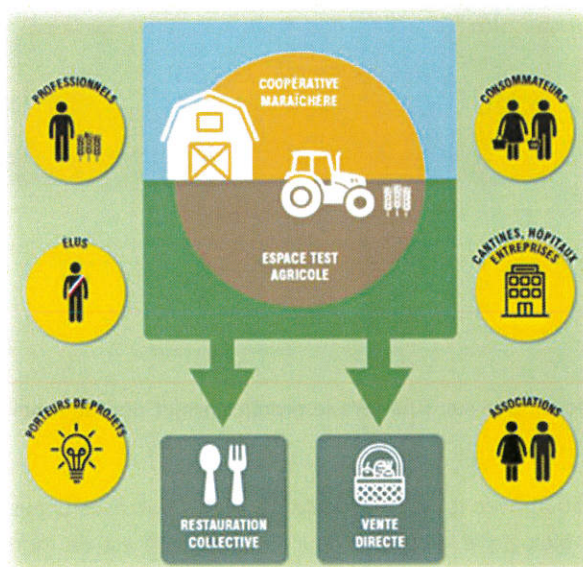 PROFESSIONNELS
COOPÉRATIVE
MARAÎCHÈRE
CONSOMMATEURS
ÉLUS
ESPACE TEST
AGRICOLE
CANTINES, HÔPITAUX
ENTREPRISES
PORTEURS DE PROJETS
RESTAURATION
COLLECTIVE
VENTE
DIRECTE
ASSOCIATIONS